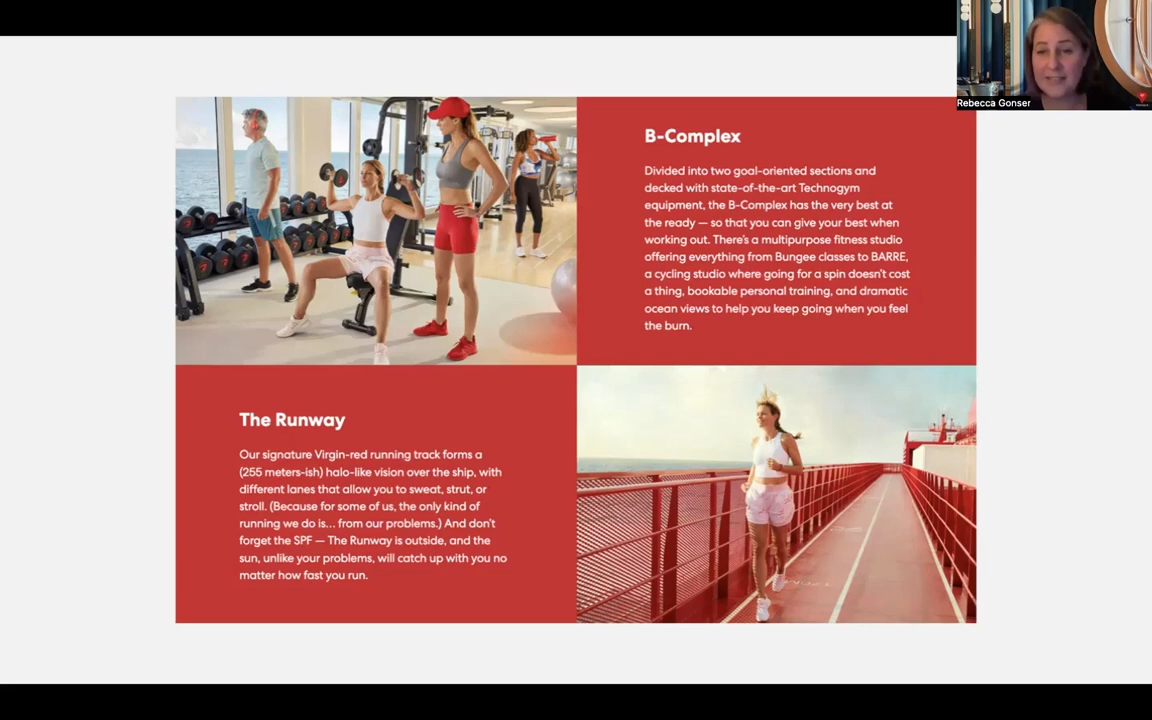 Rebecca Gonser
B-Complex
Divided into two goal-oriented sections and
decked with state-of-the-art Technogym
equipment, the B-Complex has the very best at
the ready — so that you can give your best when
working out. There's a multipurpose fitness studio
offering everything from Bungee classes to BARRE,
a cycling studio where going for a spin doesn't cost
a thing, bookable personal training, and dramatic
ocean views to help you keep going when you feel
the burn.
The Runway
Our signature Virgin-red running track forms a
(255 meters-ish) halo-like vision over the ship, with
different lanes that allow you to sweat, strut, or
stroll. (Because for some of us, the only kind of
running we do is... from our problems.) And don't
forget the SPF — The Runway is outside, and the
sun, unlike your problems, will catch up with you no
matter how fast you run.